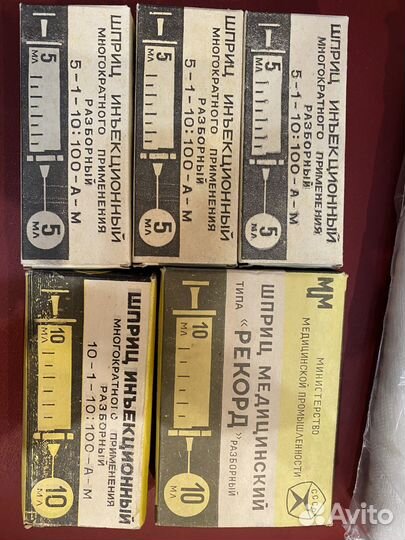 ШПРИЦ ИНЪЕКЦИОННЫЙ
МНОГОКРАТНОГО ПРИМЕНЕНИЯ
РАЗБОРНЫЙ
5-1-10:100-А-М
5
МЛ
5
МЛ
ШПРИЦ ИНЪЕКЦИОННЫЙ
МНОГОКРАТНОГО ПРИМЕНЕНИЯ
РАЗБОРНЫЙ
5-1-10:100-А-М
5
МЛ
5
МЛ
ШПРИЦ ИНЪЕКЦИОННЫЙ
МНОГОКРАТНОГО ПРИМЕНЕНИЯ
РАЗБОРНЫЙ
5-1-10:100-А-М
5
МЛ
5
МЛ
ШПРИЦ ИНЪЕКЦИОННЫЙ
МНОГОКРАТНОГО ПРИМЕНЕНИЯ
РАЗБОРНЫЙ
10-1-10:100-А-М
10
МЛ
10
МЛ
ММ
МИНИСТЕРСТВО
МЕДИЦИНСКОЙ ПРОМЫШЛЕННОСТИ
СССР
ШПРИЦ МЕДИЦИНСКИЙ
ТИПА «РЕКОРД» РАЗБОРНЫЙ
10
МЛ
10
МЛ
Avito